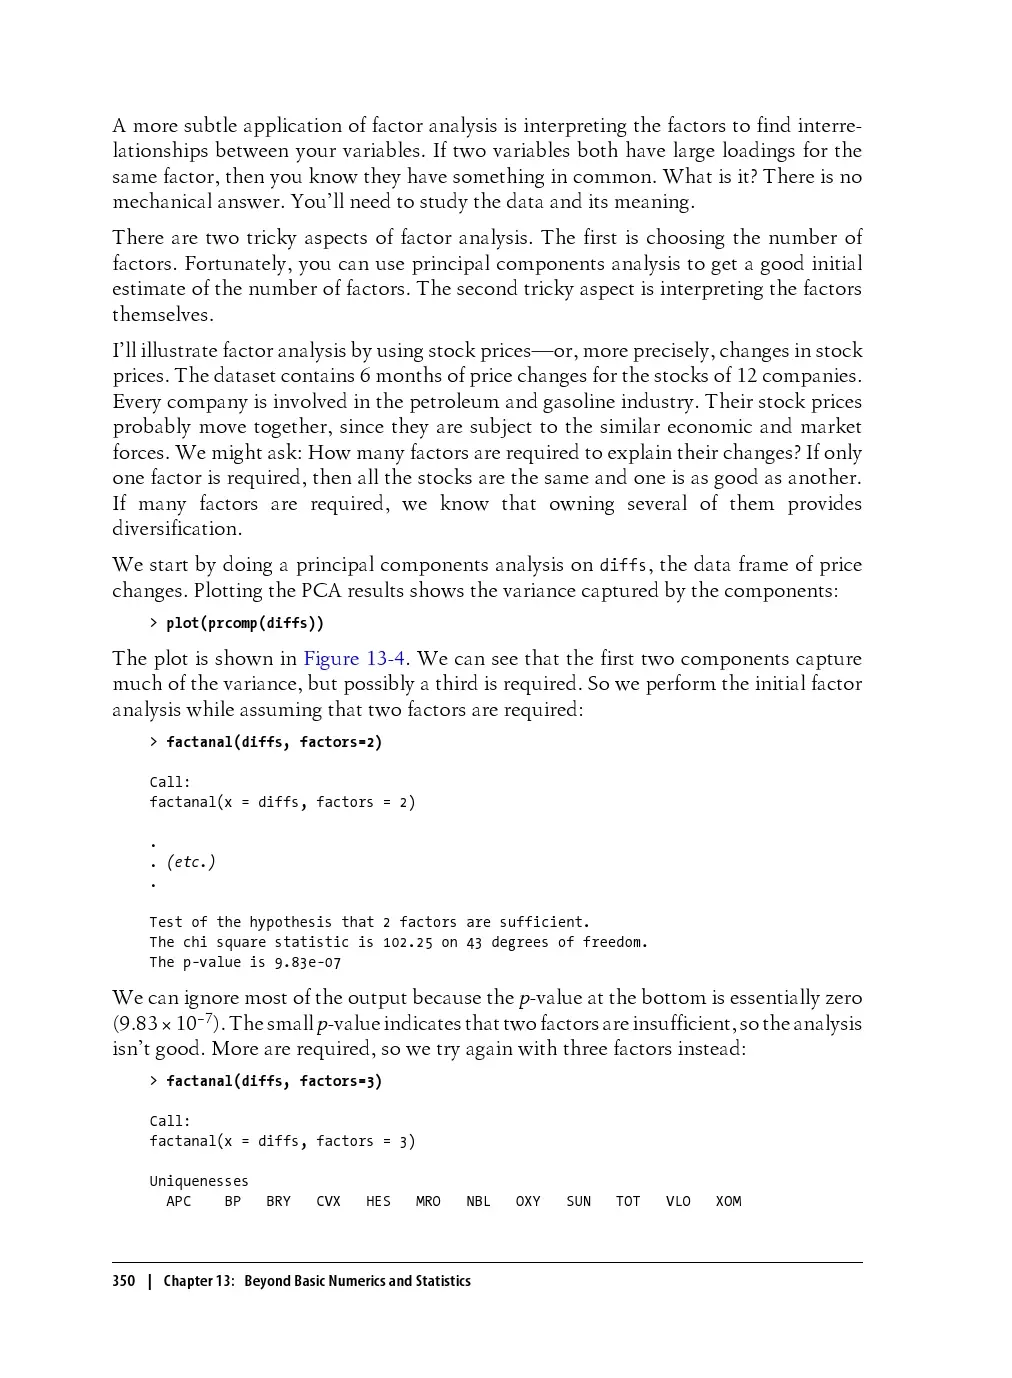 A more subtle application of factor analysis is interpreting the factors to find interre-
lationships between your variables. If two variables both have large loadings for the
same factor, then you know they have something in common. What is it? There is no
mechanical answer. You’ll need to study the data and its meaning.
There are two tricky aspects of factor analysis. The first is choosing the number of
factors. Fortunately, you can use principal components analysis to get a good initial
estimate of the number of factors. The second tricky aspect is interpreting the factors
themselves.
I’ll illustrate factor analysis by using stock prices—or, more precisely, changes in stock
prices. The dataset contains 6 months of price changes for the stocks of 12 companies.
Every company is involved in the petroleum and gasoline industry. Their stock prices
probably move together, since they are subject to the similar economic and market
forces. We might ask: How many factors are required to explain their changes? If only
one factor is required, then all the stocks are the same and one is as good as another.
If many factors are required, we know that owning several of them provides
diversification.
We start by doing a principal components analysis on diffs, the data frame of price
changes. Plotting the PCA results shows the variance captured by the components:
> plot(prcomp(diffs))
The plot is shown in Figure 13-4. We can see that the first two components capture
much of the variance, but possibly a third is required. So we perform the initial factor
analysis while assuming that two factors are required:
> factanal(diffs, factors=2)
Call:
factanal(x = diffs, factors = 2)
.
. (etc.)
.
Test of the hypothesis that 2 factors are sufficient.
The chi square statistic is 102.25 on 43 degrees of freedom.
The p-value is 9.83e-07
We can ignore most of the output because the p-value at the bottom is essentially zero
(9.83 × 10⁻⁷). The small p-value indicates that two factors are insufficient, so the analysis
isn’t good. More are required, so we try again with three factors instead:
> factanal(diffs, factors=3)
Call:
factanal(x = diffs, factors = 3)
Uniquenesses
APC BP BRY CVX HES MRO NBL OXY SUN TOT VLO XOM
350 | Chapter 13: Beyond Basic Numerics and Statistics